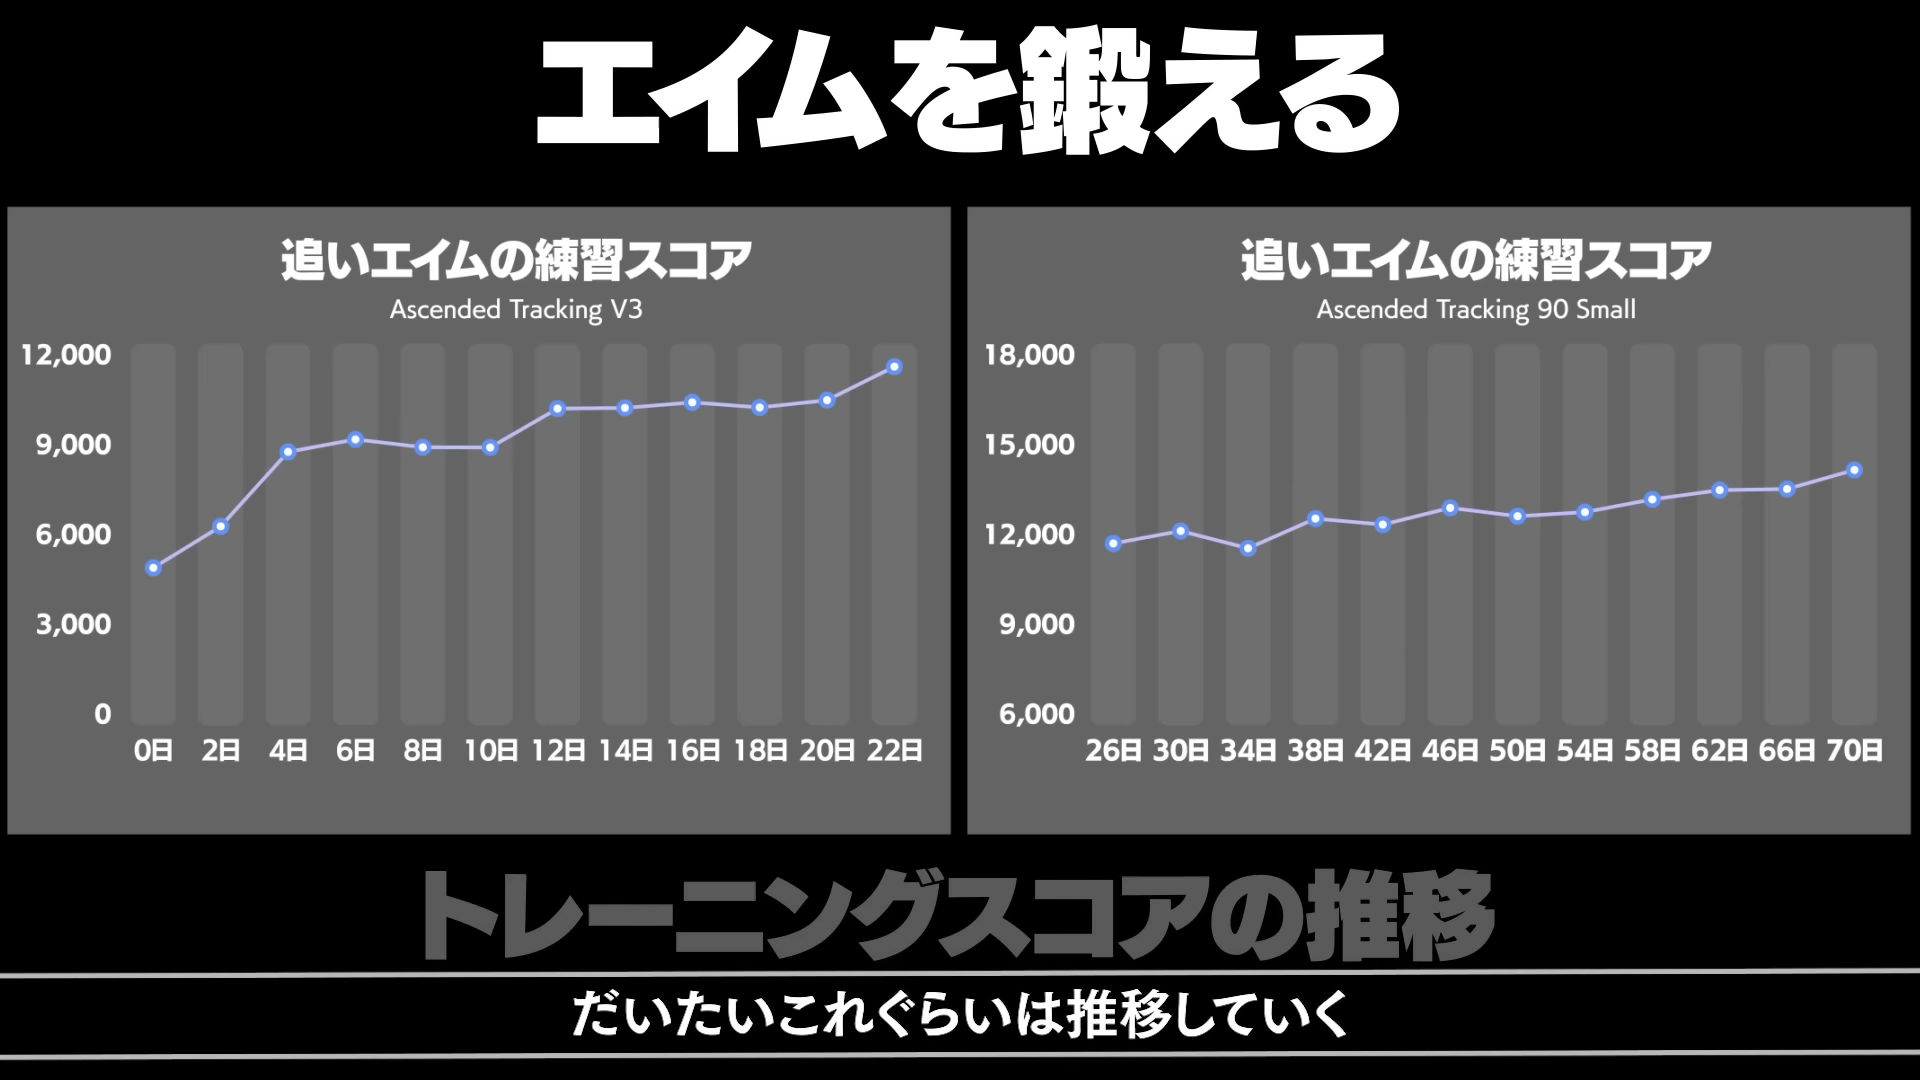 エイムを鍛える
追いエイムの練習スコア
Ascended Tracking V3
12,000
9,000
6,000
3,000
0
0日 2日 4日 6日 8日 10日 12日 14日 16日 18日 20日 22日
追いエイムの練習スコア
Ascended Tracking 90 Small
18,000
15,000
12,000
9,000
6,000
26日 30日 34日 38日 42日 46日 50日 54日 58日 62日 66日 70日
トレーニングスコアの推移
だいたいこれぐらいは推移していく